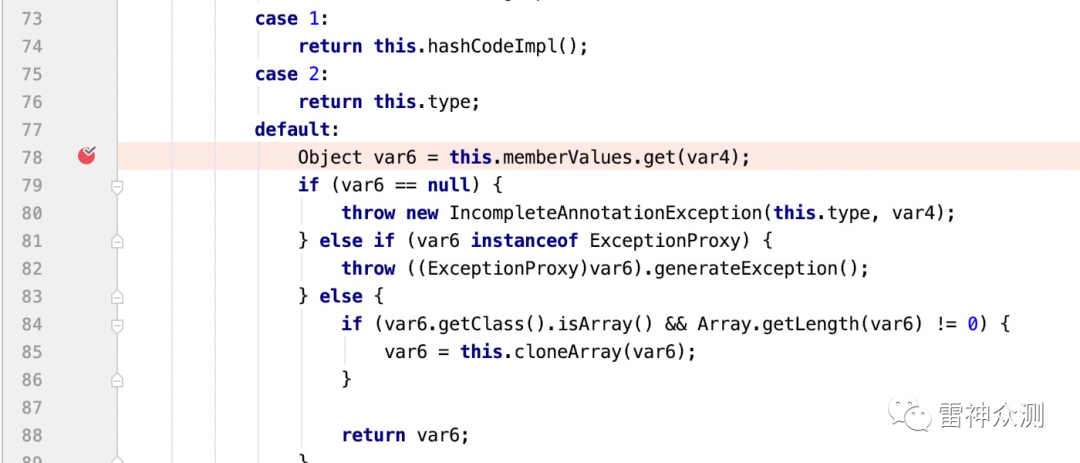 73 case 1:
74 return this.hashCodeImpl();
75 case 2:
76 return this.type;
77 default:
78 Object var6 = this.memberValues.get(var4);
79 if (var6 == null) {
80 throw new IncompleteAnnotationException(this.type, var4);
81 } else if (var6 instanceof ExceptionProxy) {
82 throw ((ExceptionProxy)var6).generateException();
83 } else {
84 if (var6.getClass().isArray() && Array.getLength(var6) != 0) {
85 var6 = this.cloneArray(var6);
86 }
87
88 return var6;
89 }
雷神众测